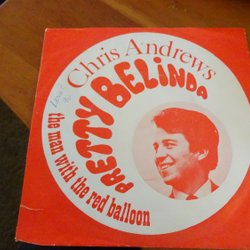 Chris Andrews
PRETTY BELINDA
the man with the red balloon